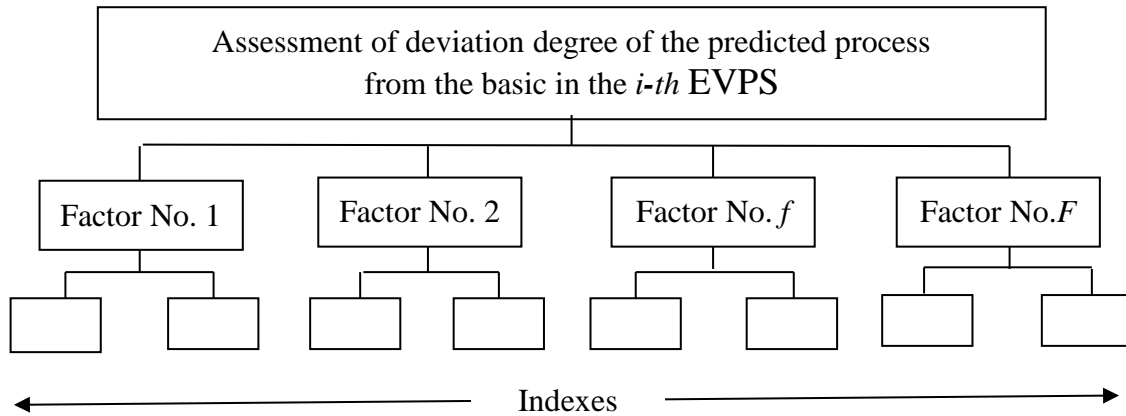 Assessment of deviation degree of the predicted process
from the basic in the i-th EVPS
Factor No. 1
Factor No. 2
Factor No. f
Factor No.F
Indexes